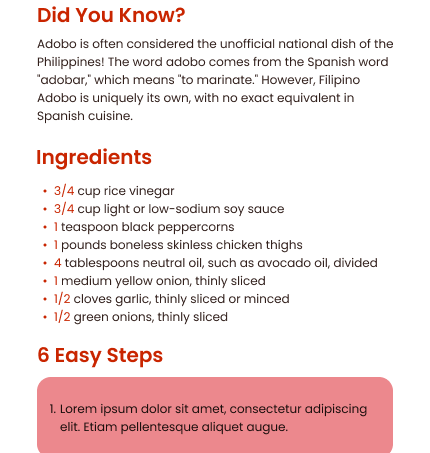 Did You Know?
Adobo is often considered the unofficial national dish of the
Philippines! The word adobo comes from the Spanish word
"adobar," which means "to marinate." However, Filipino
Adobo is uniquely its own, with no exact equivalent in
Spanish cuisine.
Ingredients
• 3/4 cup rice vinegar
• 3/4 cup light or low-sodium soy sauce
• 1 teaspoon black peppercorns
• 1 pounds boneless skinless chicken thighs
• 4 tablespoons neutral oil, such as avocado oil, divided
• 1 medium yellow onion, thinly sliced
• 1/2 cloves garlic, thinly sliced or minced
• 1/2 green onions, thinly sliced
6 Easy Steps
1. Lorem ipsum dolor sit amet, consectetur adipiscing
elit. Etiam pellentesque aliquet augue.